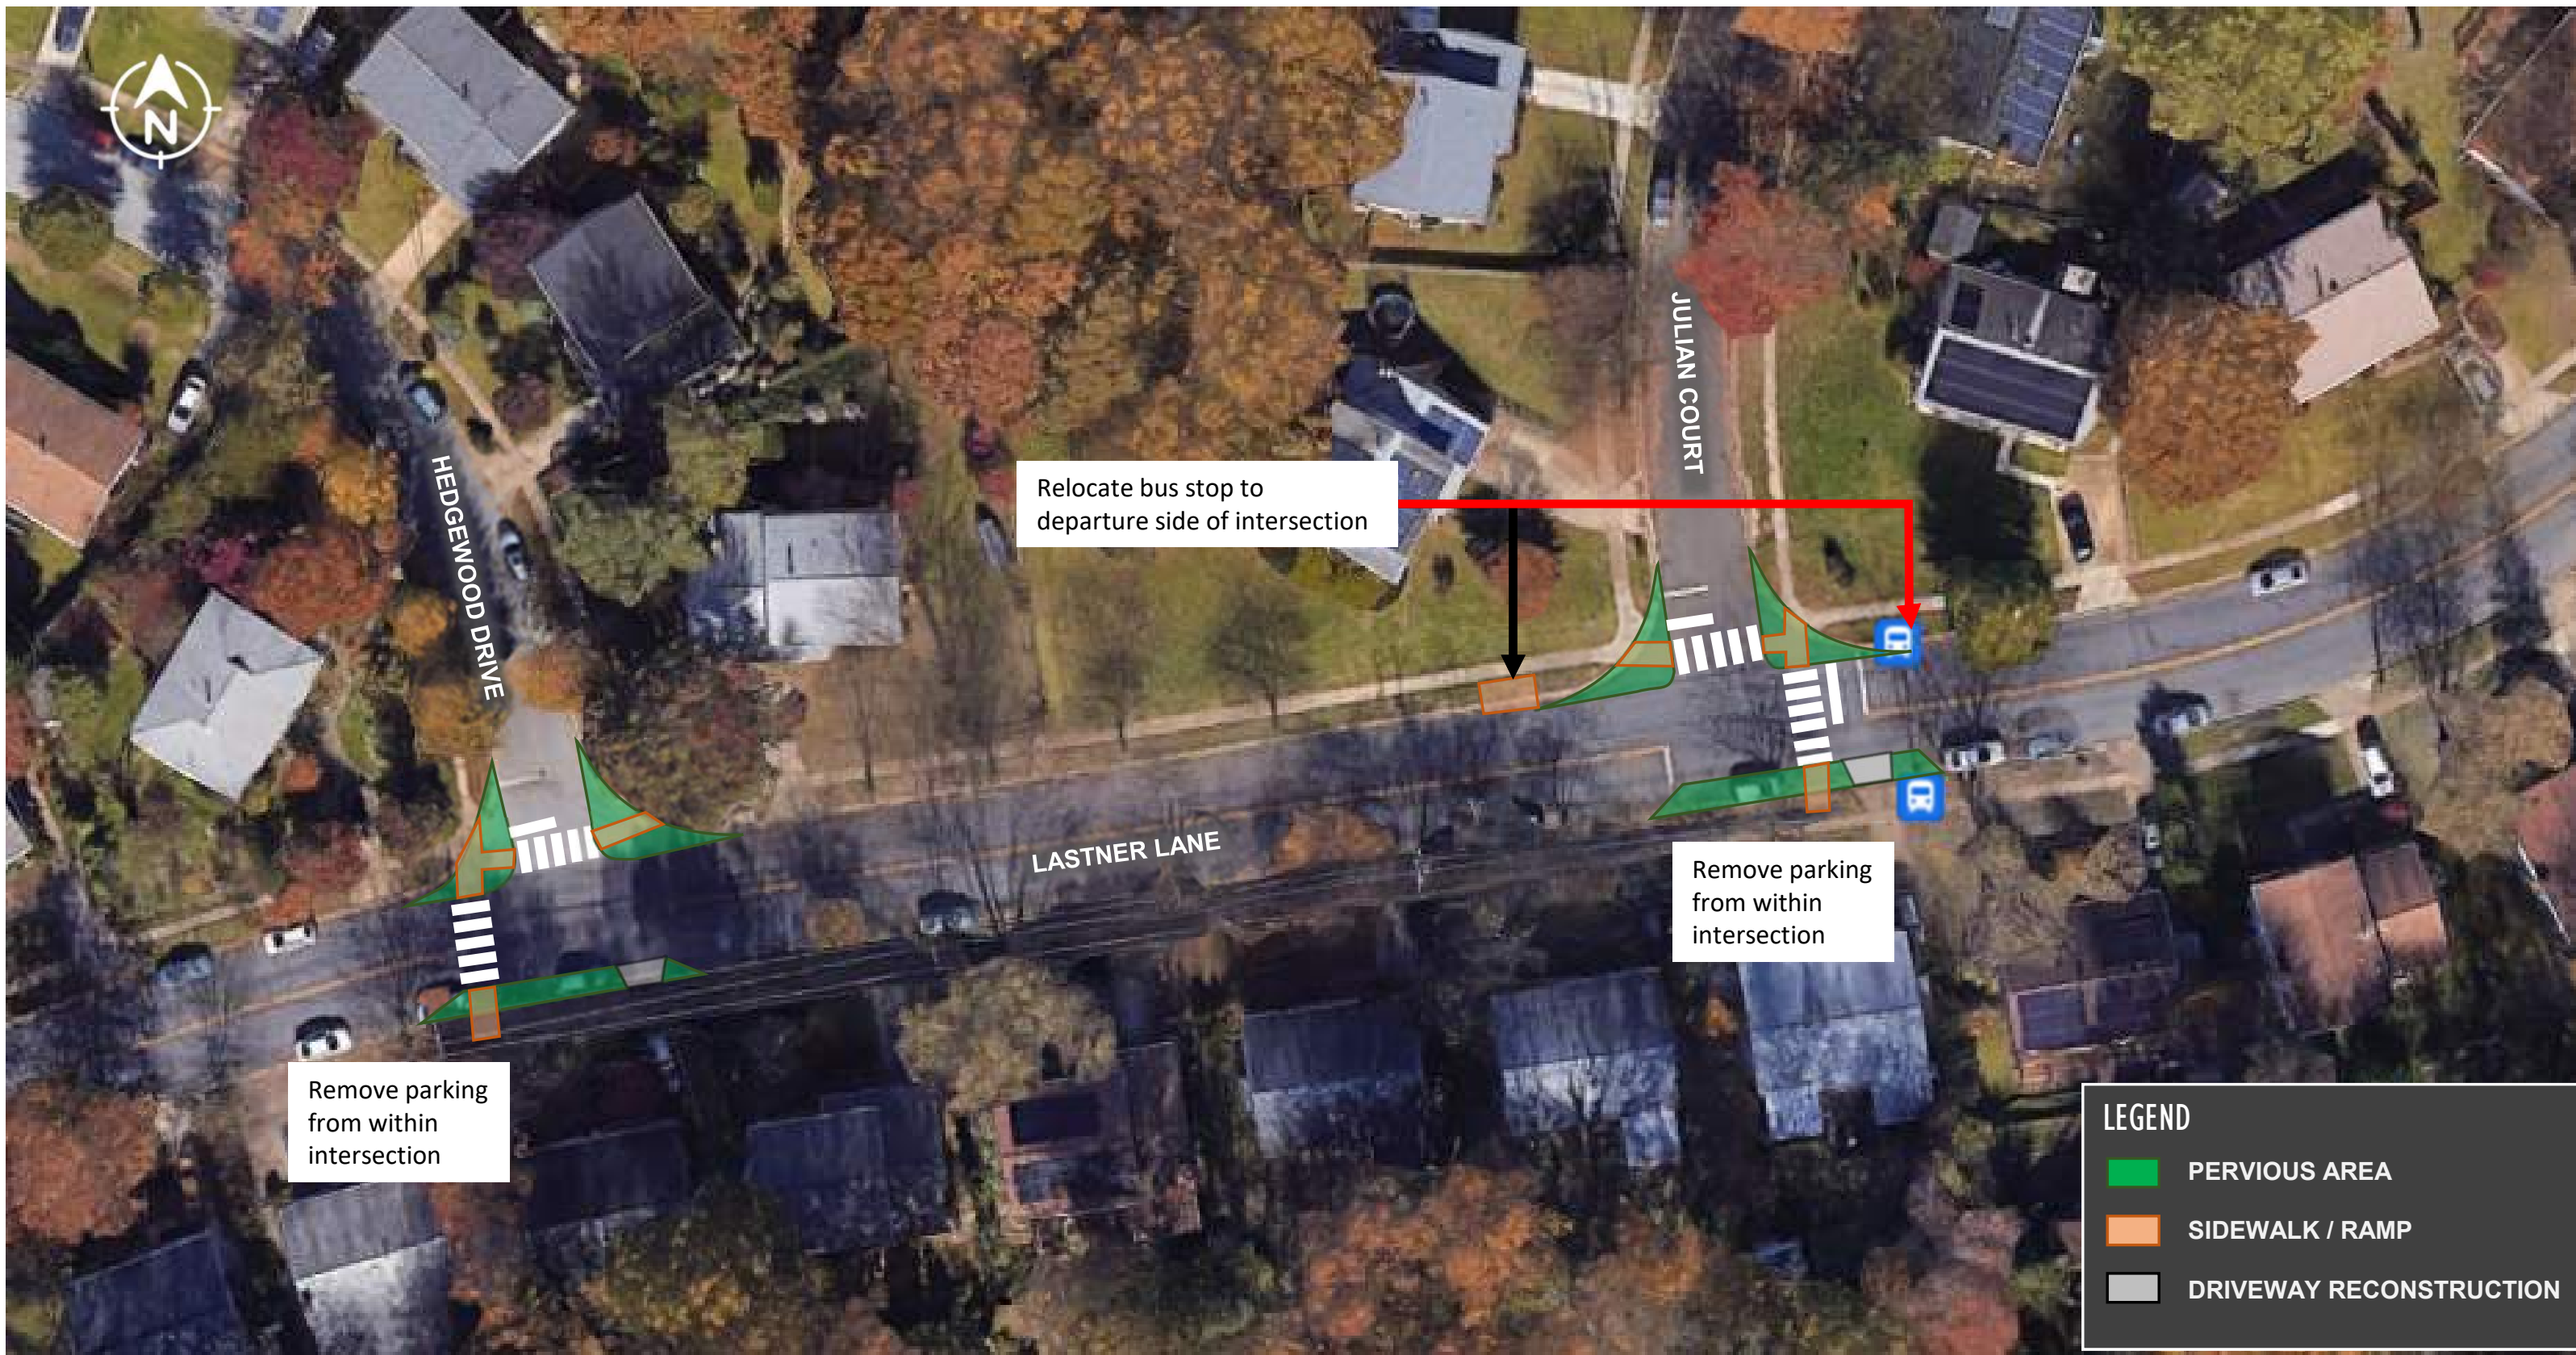 N
HEDGEWOOD DRIVE
JULIAN COURT
Relocate bus stop to
departure side of intersection
LASTNER LANE
Remove parking
from within
intersection
Remove parking
from within
intersection
LEGEND
PERVIOUS AREA
SIDEWALK / RAMP
DRIVEWAY RECONSTRUCTION